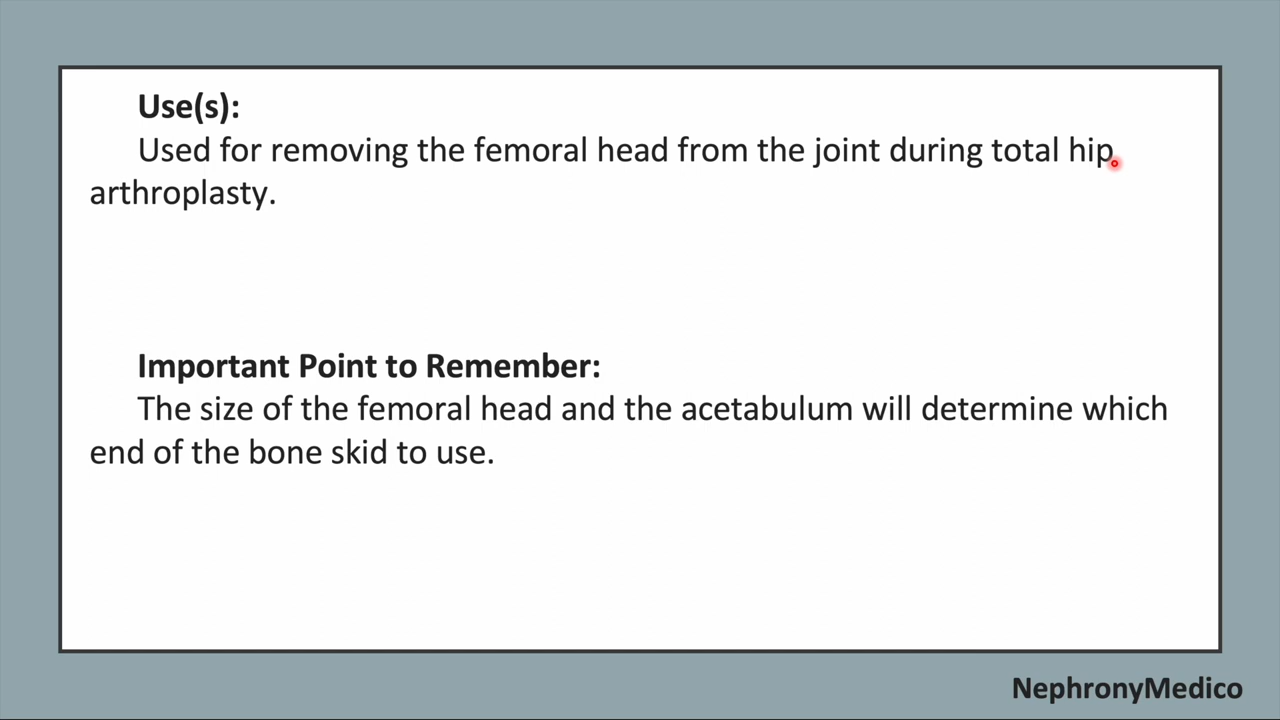 Use(s):
Used for removing the femoral head from the joint during total hip
arthroplasty.
Important Point to Remember:
The size of the femoral head and the acetabulum will determine which
end of the bone skid to use.
NephronyMedico